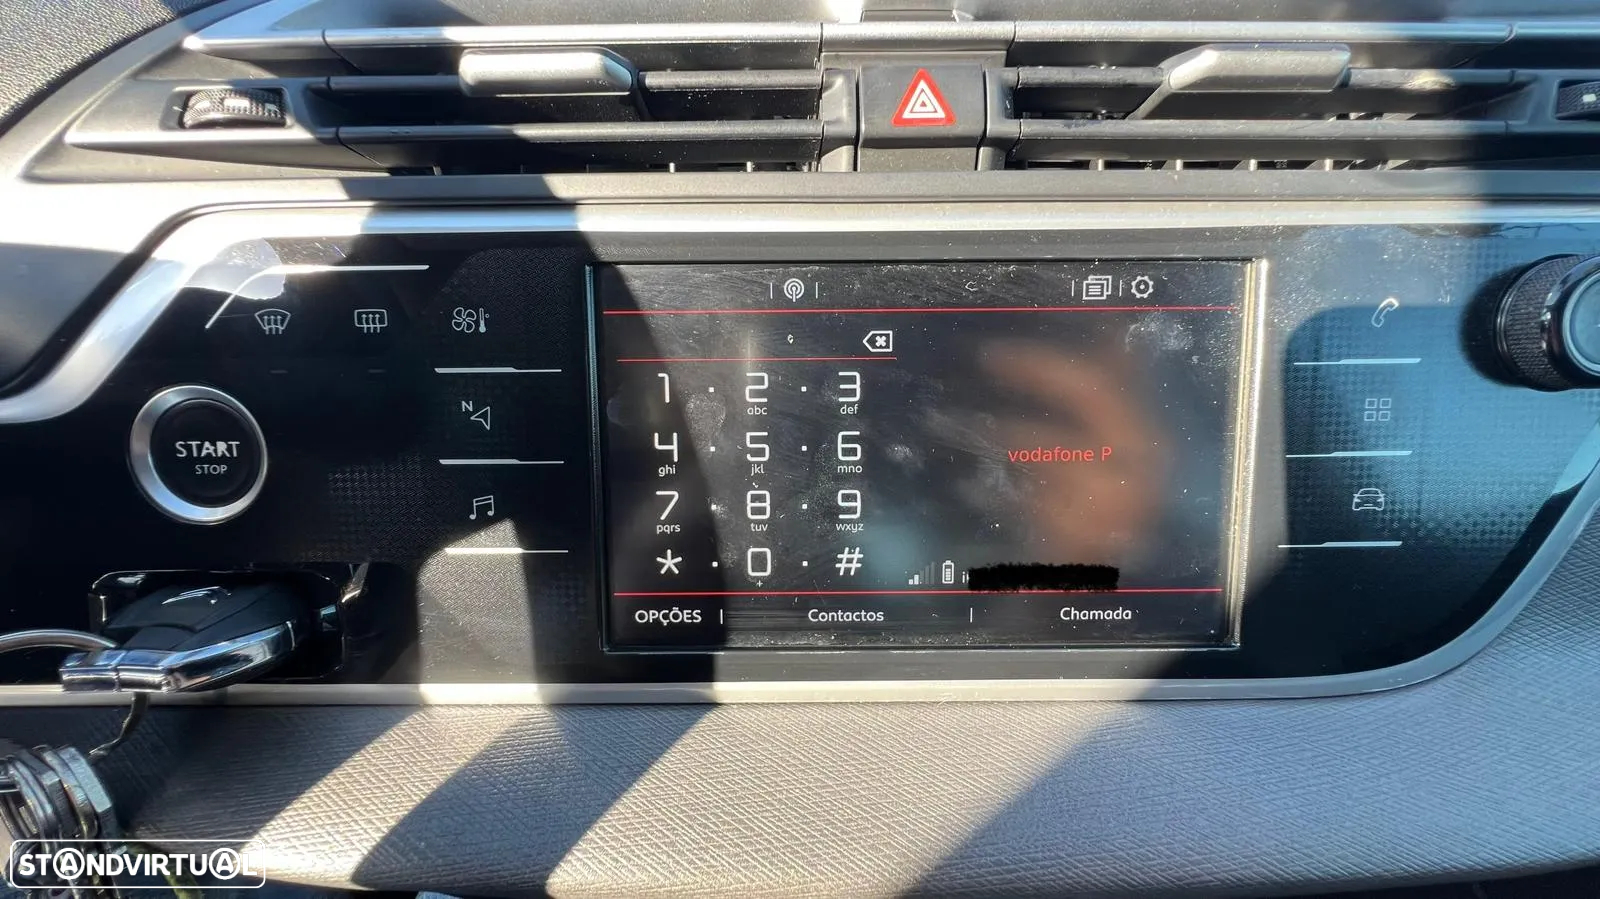 START
STOP
N
1 2 3
abc def
4 5 6
ghi jkl mno
vodafone P
7 8 9
pqrs tuv wxyz
* 0 #
+
OPÇÕES | Contactos | Chamada
STANDVIRTUAL